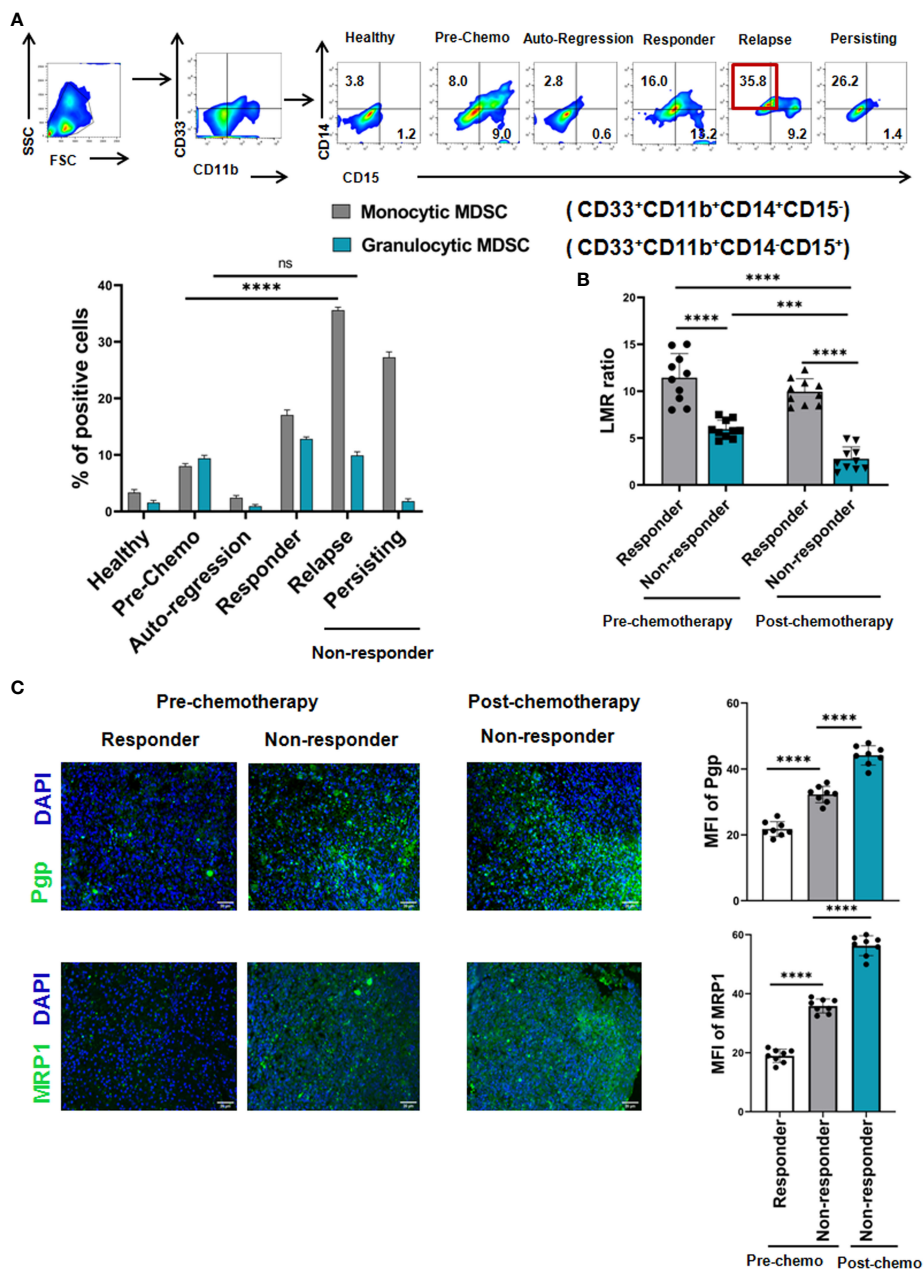 A
Healthy Pre-Chemo Auto-Regression Responder Relapse Persisting
SSC
FSC
CD33
CD11b
CD14
3.8
1.2
8.0
9.0
2.8
0.6
16.0
15.2
35.8
9.2
26.2
1.4
CD15
Monocytic MDSC (CD33+CD11b+CD14+CD15-)
Granulocytic MDSC (CD33+CD11b+CD14-CD15+)
% of positive cells
40
30
20
10
0
ns
****
Healthy
Pre-Chemo
Auto-regression
Responder
Relapse
Persisting
Non-responder
B
LMR ratio
20
15
10
5
0
****
****
***
****
Responder
Non-responder
Responder
Non-responder
Pre-chemotherapy Post-chemotherapy
C
Pre-chemotherapy Post-chemotherapy
Responder Non-responder Non-responder
Pgp DAPI
MRP1 DAPI
MFI of Pgp
60
40
20
0
****
****
MFI of MRP1
60
40
20
0
****
****
Responder
Non-responder
Non-responder
Pre-chemo Post-chemo